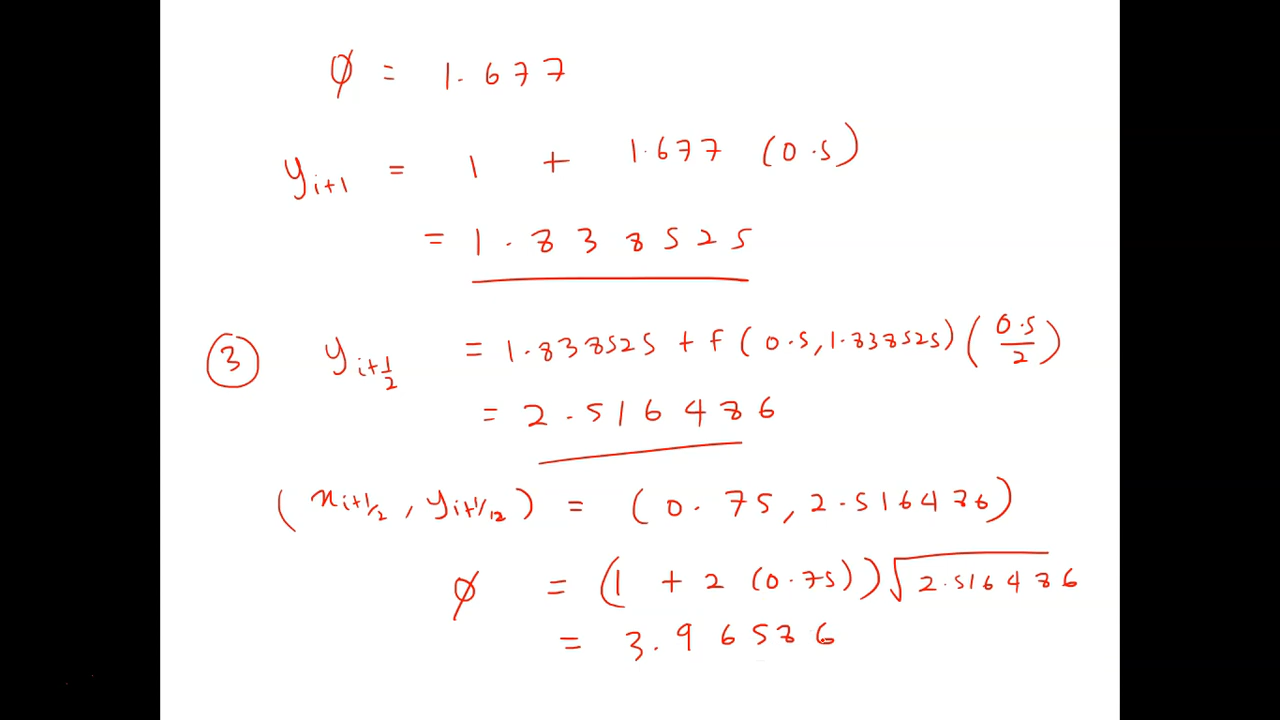 φ = 1.677
y_{i+1} = 1 + 1.677 (0.5)
= 1.838525
③ y_{i+1/2} = 1.838525 + f (0.5, 1.838525) (0.5/2)
= 2.516486
(x_{i+1/2}, y_{i+1/12}) = (0.75, 2.516486)
φ = (1 + 2 (0.75)) √2.516486
= 3.96586